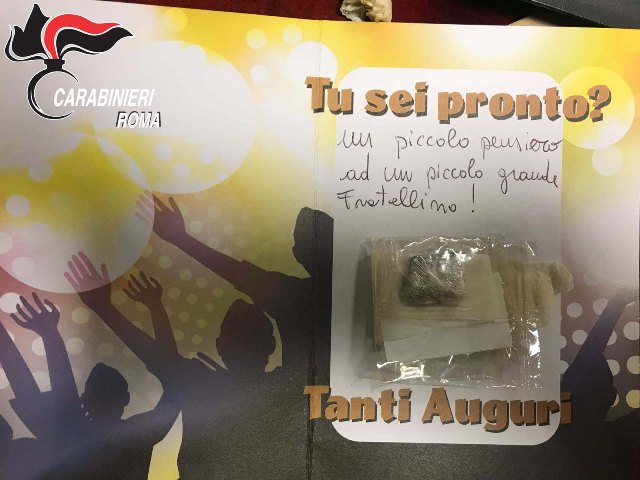 CARABINIERI
ROMA
Tu sei pronto?
un piccolo pensiero
ad un piccolo grande
Fratellino!
Tanti Auguri